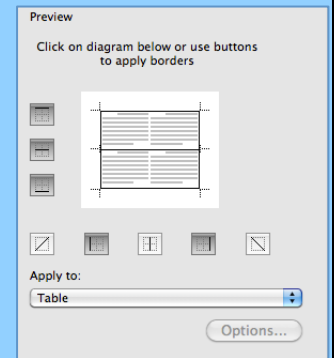 Preview
Click on diagram below or use buttons
to apply borders
Apply to:
Table
Options...